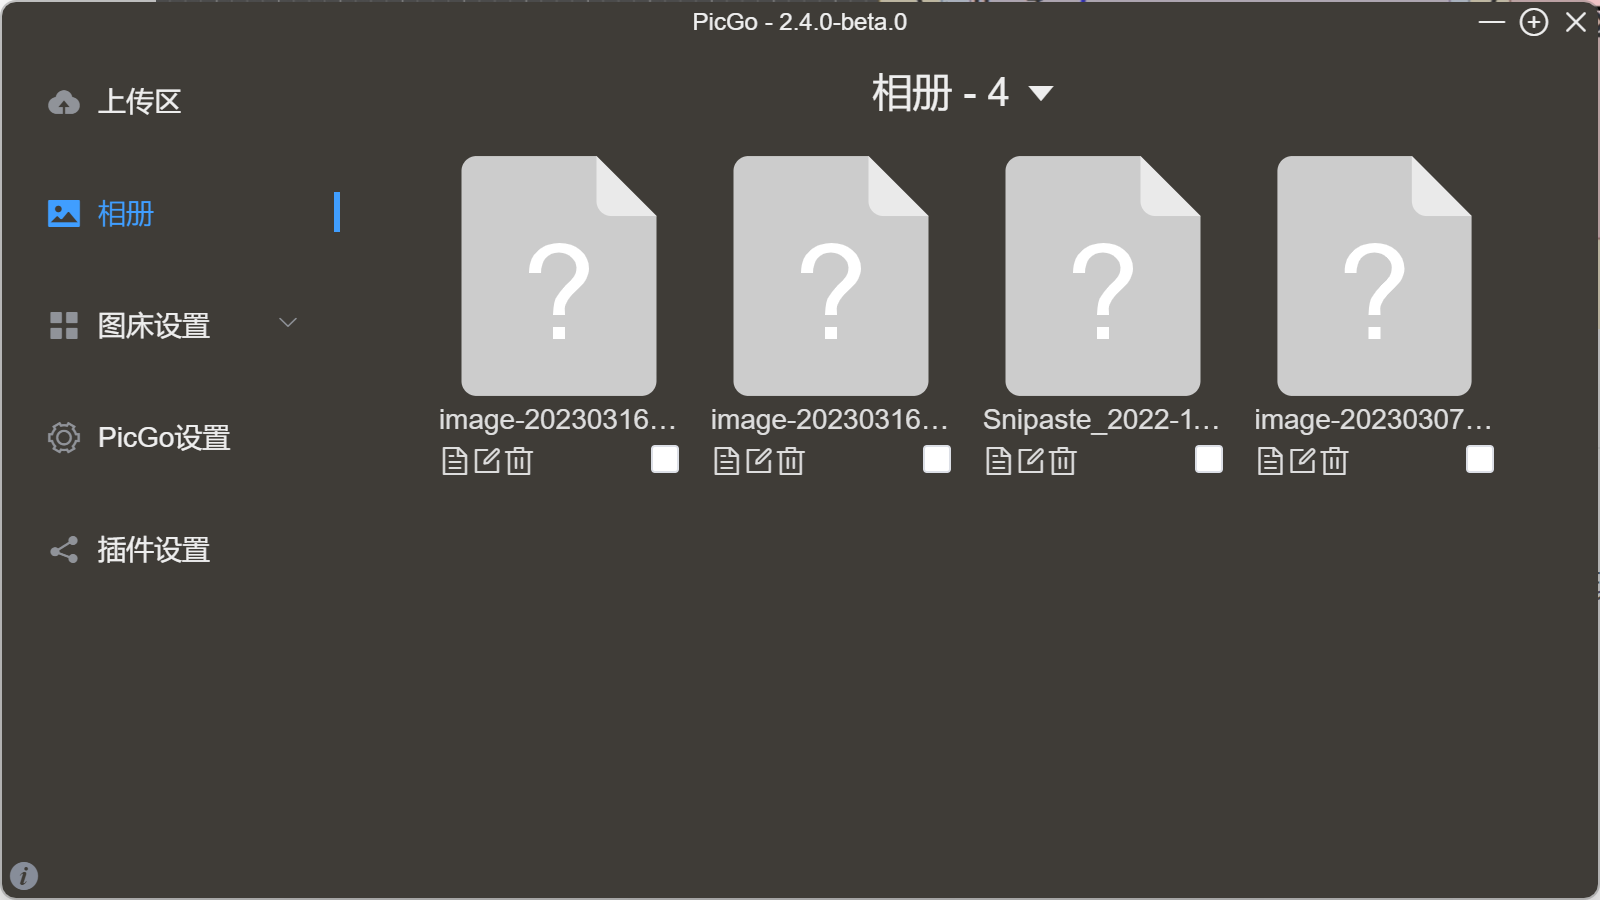 PicGo - 2.4.0-beta.0
上传区
相册
图床设置
PicGo设置
插件设置
相册 - 4
?
?
?
?
image-20230316...
image-20230316...
Snipaste_2022-1...
image-20230307...
i